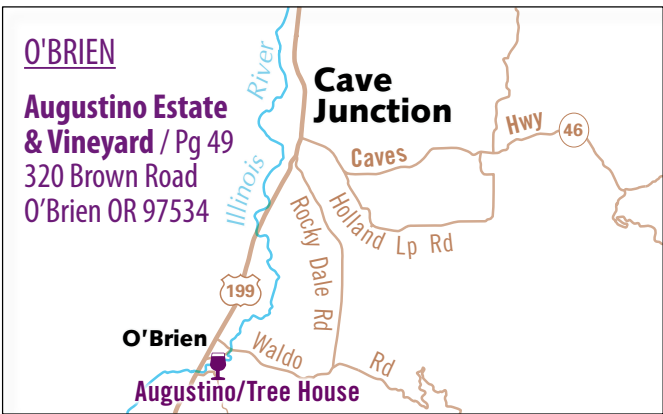 O'BRIEN
Augustino Estate
& Vineyard / Pg 49
320 Brown Road
O’Brien OR 97534
Illinois River
Cave
Junction
Caves Hwy
46
Holland Lp Rd
Rocky Dale Rd
199
O’Brien
Waldo Rd
Augustino/Tree House